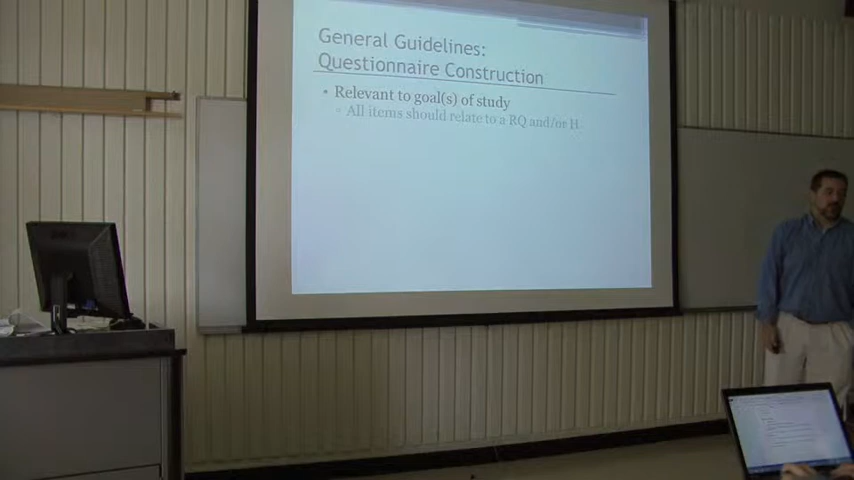 General Guidelines:
Questionnaire Construction
• Relevant to goal(s) of study
▫ All items should relate to a RQ and/or H